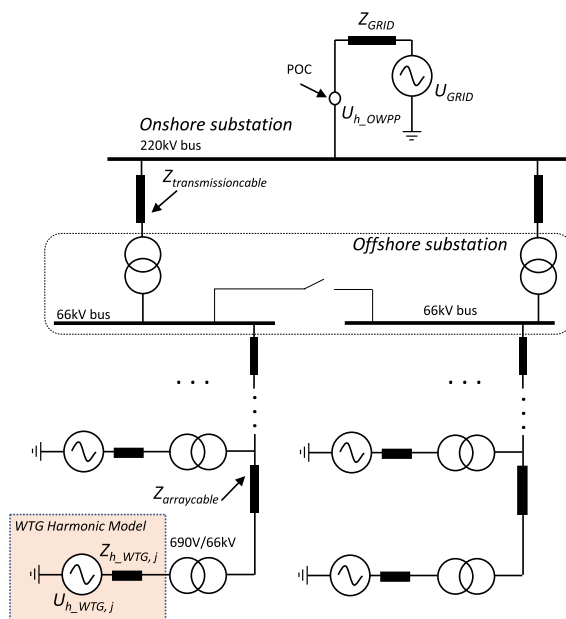 Z_GRID
POC
U_GRID
U_h_OWPP
Onshore substation
220kV bus
Z_transmissioncable
Offshore substation
66kV bus
66kV bus
. . .
. . .
Z_arraycable
WTG Harmonic Model
690V/66kV
Z_h_WTG, j
U_h_WTG, j